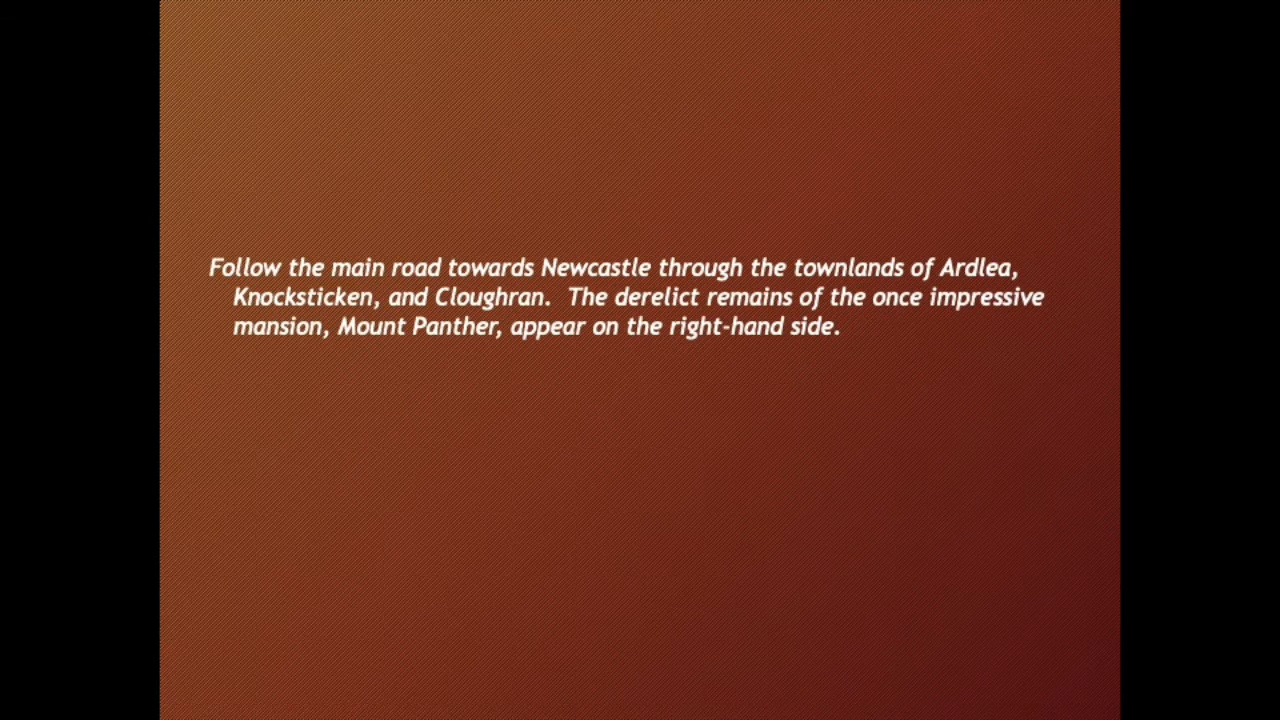 Follow the main road towards Newcastle through the townlands of Ardlea,
Knocksticken, and Cloughran.  The derelict remains of the once impressive
mansion, Mount Panther, appear on the right-hand side.